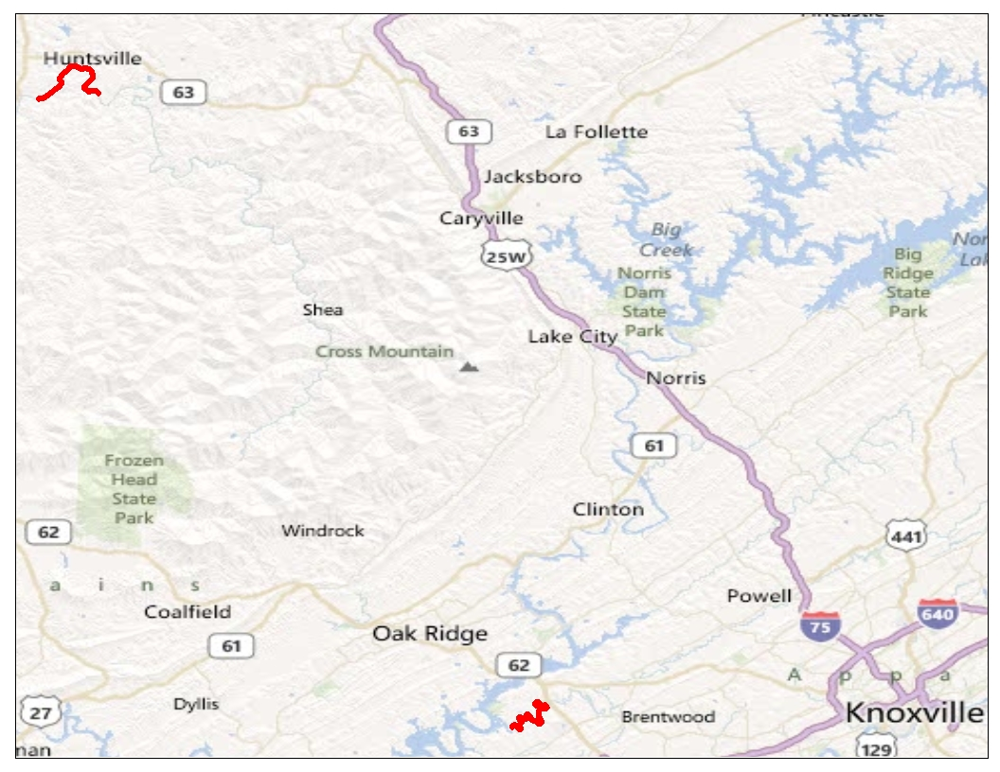 Huntsville
63
63
La Follette
Jacksboro
Caryville
25W
Big
Creek
Norris
Dam
State
Park
Big
Ridge
State
Park
Shea
Lake City
Cross Mountain
Norris
61
Frozen
Head
State
Park
Clinton
Windrock
62
441
a i n s
Powell
Coalfield
640
75
Oak Ridge
61
62
A p p a
Dyllis
27
Brentwood
Knoxville
129